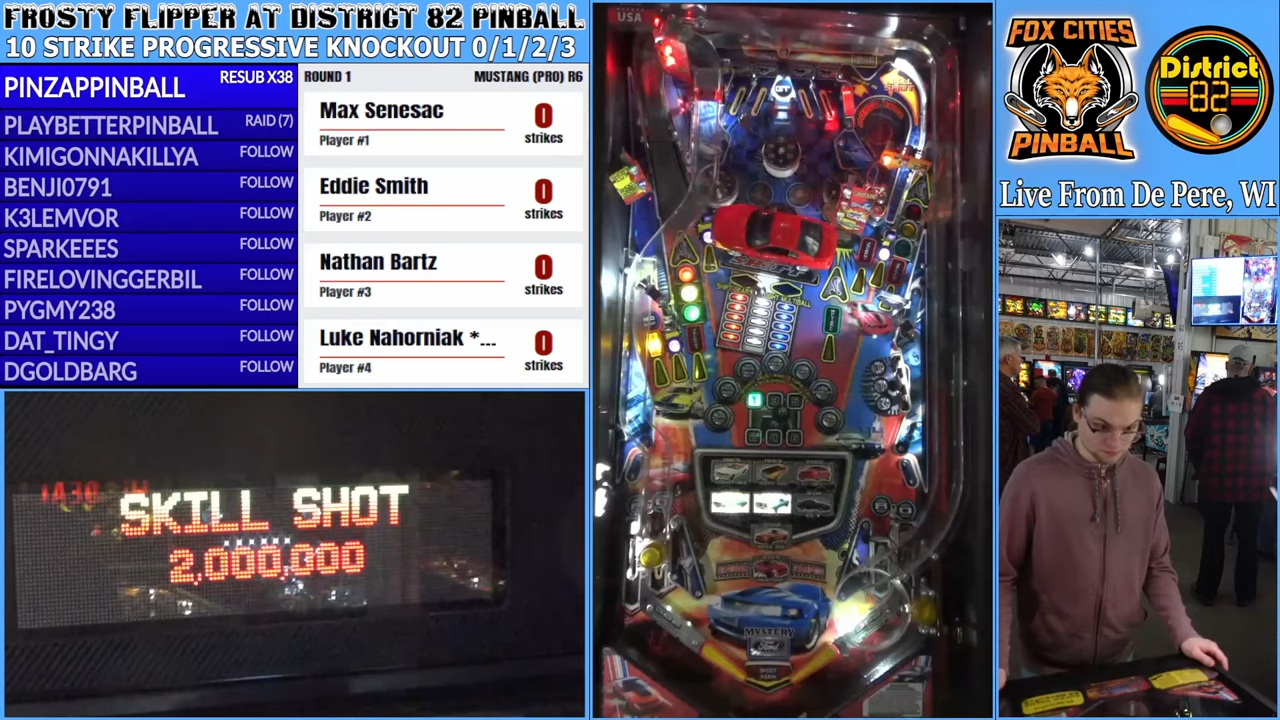 FROSTY FLIPPER AT DISTRICT 82 PINBALL
10 STRIKE PROGRESSIVE KNOCKOUT 0/1/2/3
PINZAPPINBALL RESUB X38
PLAYBETTERPINBALL RAID (7)
KIMIGONNAKILLYA FOLLOW
BENJI0791 FOLLOW
K3LEMVOR FOLLOW
SPARKEEES FOLLOW
FIRELOVINGGERBIL FOLLOW
PYGMY238 FOLLOW
DAT_TINGY FOLLOW
DGOLDBARG FOLLOW
ROUND 1 MUSTANG (PRO) R6
Max Senesac 0
Player #1 strikes
Eddie Smith 0
Player #2 strikes
Nathan Bartz 0
Player #3 strikes
Luke Nahorniak *... 0
Player #4 strikes
SKILL SHOT
2,000,000
USA
GT
MYSTERY
Ford
FOX CITIES
PINBALL
District
82
Live From De Pere, WI